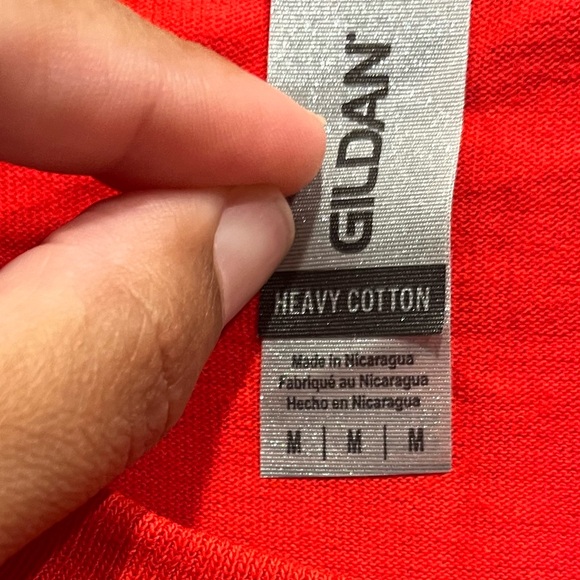 GILDAN
HEAVY COTTON
Made in Nicaragua
Fabriqué au Nicaragua
Hecho en Nicaragua
M | M | M